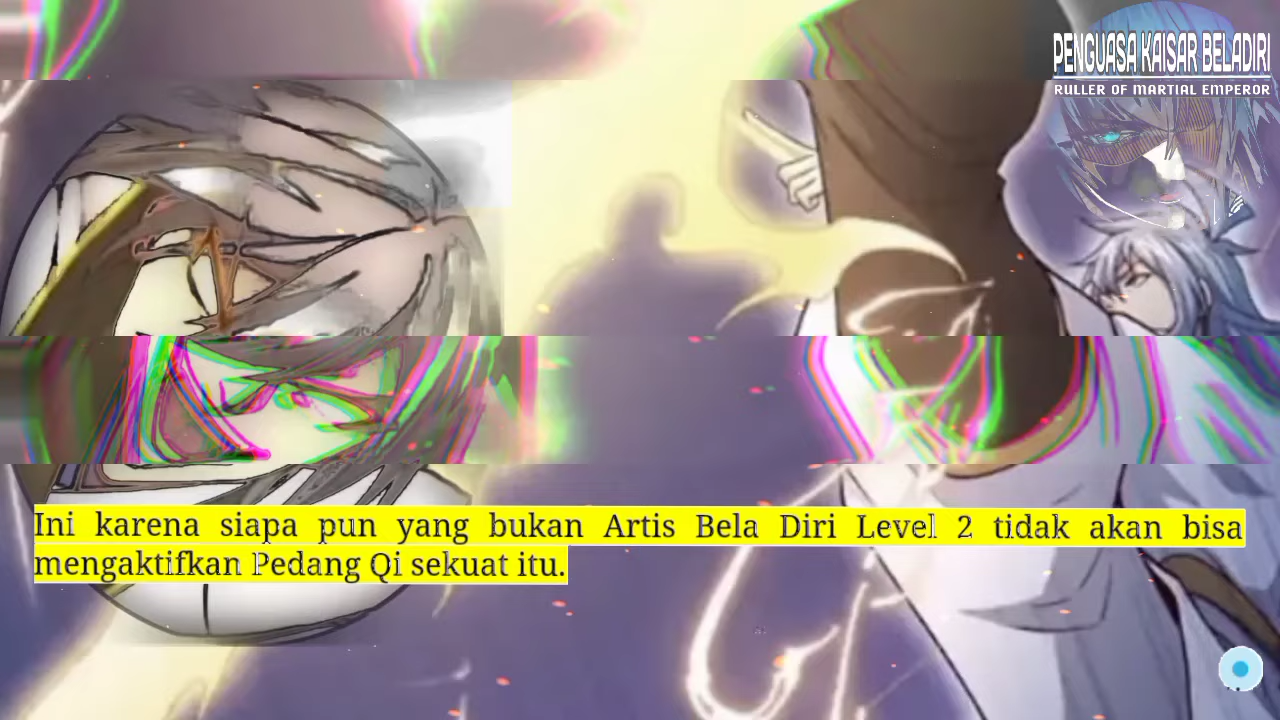 PENGUASA KAISAR BELADIRI
RULLER OF MARTIAL EMPEROR
Ini karena siapa pun yang bukan Artis Bela Diri Level 2 tidak akan bisa
mengaktifkan Pedang Qi sekuat itu.